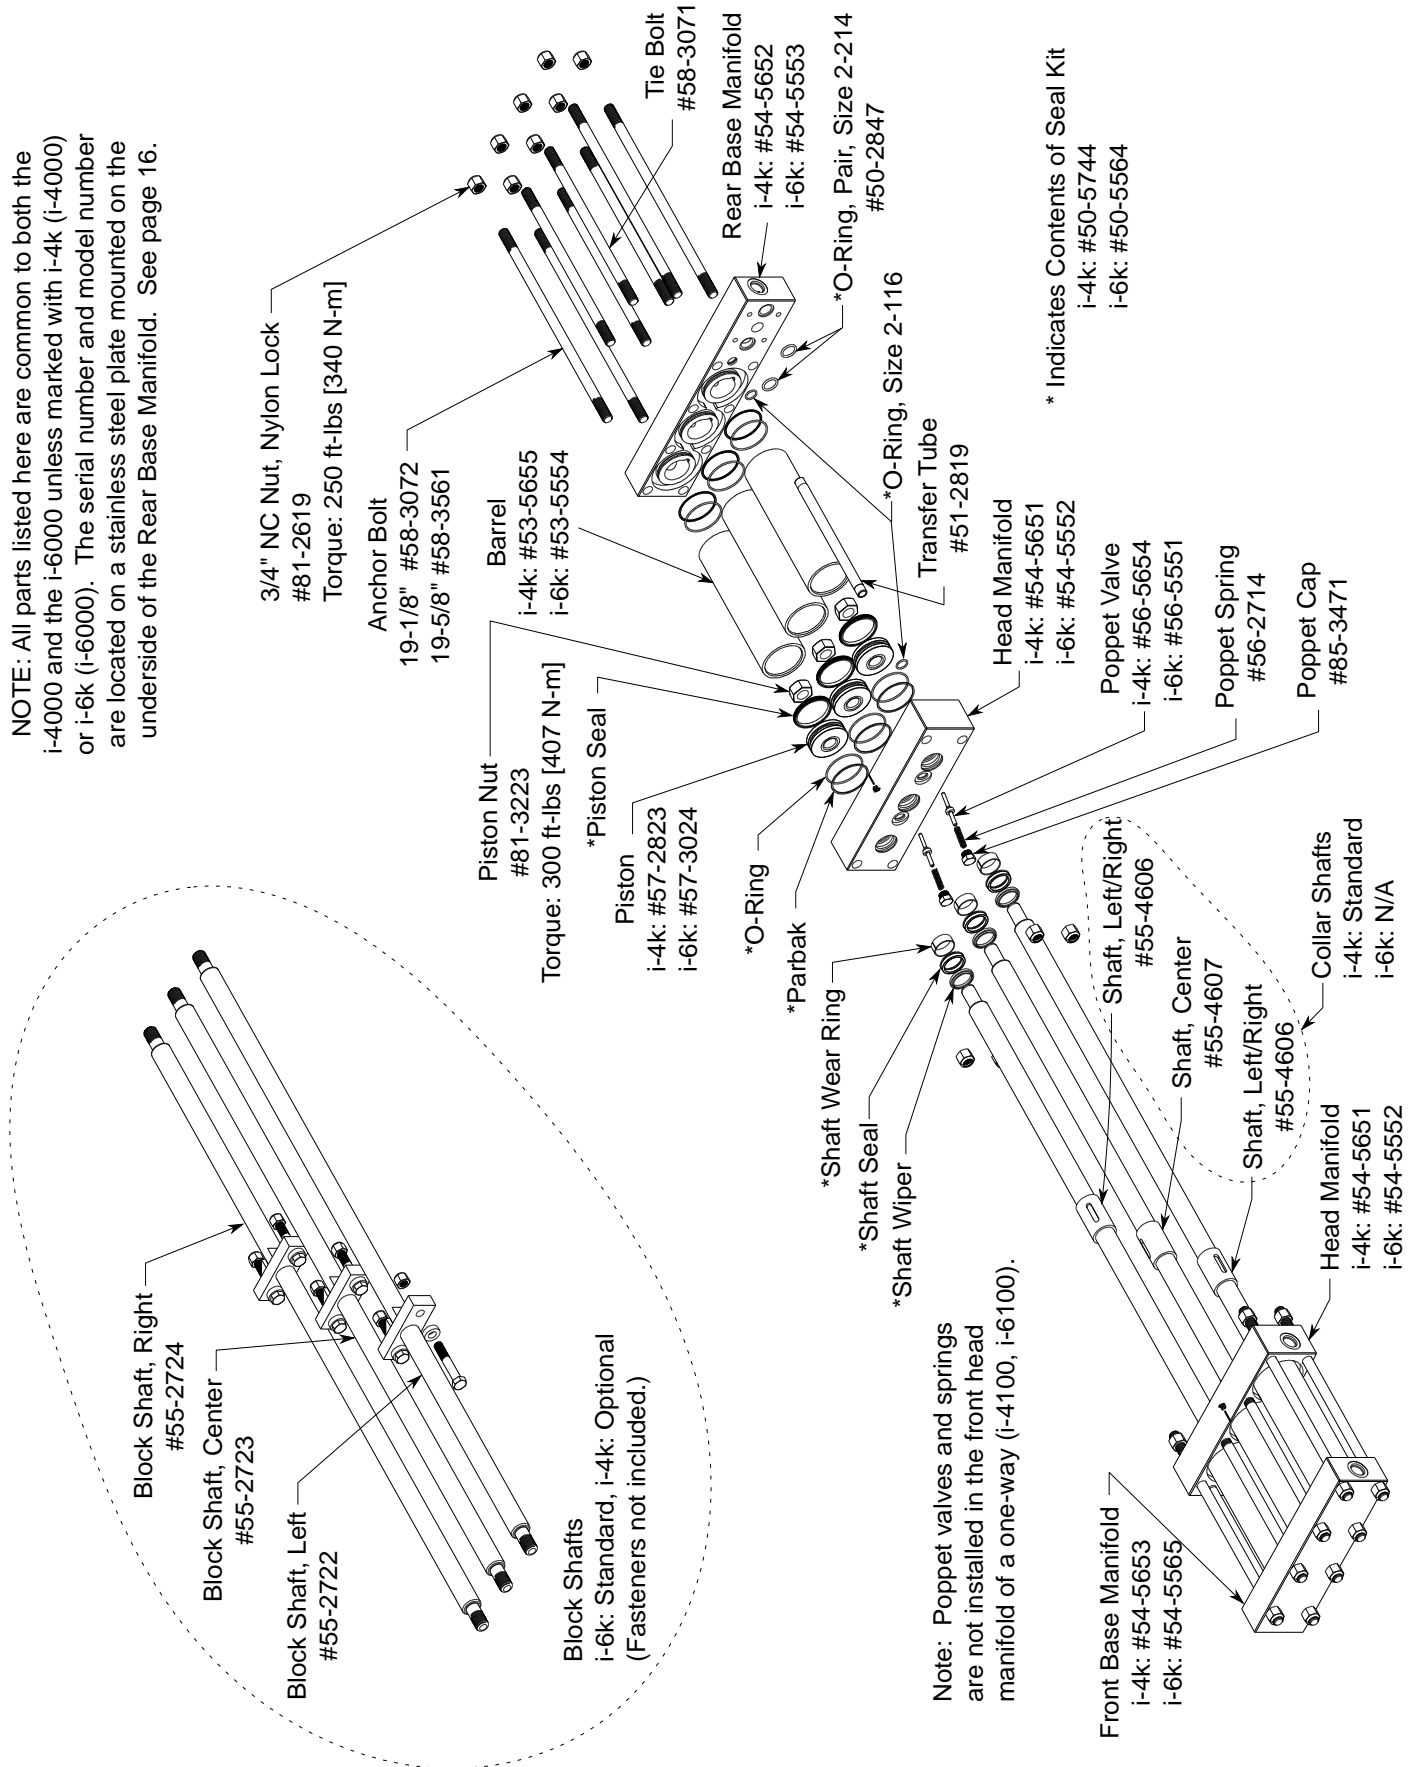 NOTE: All parts listed here are common to both the
i-4000 and the i-6000 unless marked with i-4k (i-4000)
or i-6k (i-6000).  The serial number and model number
are located on a stainless steel plate mounted on the
underside of the Rear Base Manifold.  See page 16.
3/4" NC Nut, Nylon Lock
#81-2619
Torque: 250 ft-lbs [340 N-m]
Anchor Bolt
19-1/8"  #58-3072
19-5/8" #58-3561
Barrel
i-4k: #53-5655
i-6k: #53-5554
Piston Nut
#81-3223
Torque: 300 ft-lbs [407 N-m]
*Piston Seal
Piston
i-4k: #57-2823
i-6k: #57-3024
*O-Ring
*Parbak
*Shaft Wear Ring
*Shaft Seal
*Shaft Wiper
Tie Bolt
#58-3071
Rear Base Manifold
i-4k: #54-5652
i-6k: #54-5553
*O-Ring, Pair, Size 2-214
#50-2847
*O-Ring, Size 2-116
Transfer Tube
#51-2819
Head Manifold
i-4k: #54-5651
i-6k: #54-5552
Poppet Valve
i-4k: #56-5654
i-6k: #56-5551
Poppet Spring
#56-2714
Poppet Cap
#85-3471
* Indicates Contents of Seal Kit
i-4k: #50-5744
i-6k: #50-5564
Block Shaft, Right
#55-2724
Block Shaft, Center
#55-2723
Block Shaft, Left
#55-2722
Block Shafts
i-6k: Standard, i-4k: Optional
(Fasteners not included.)
Shaft, Left/Right
#55-4606
Shaft, Center
#55-4607
Shaft, Left/Right
#55-4606
Collar Shafts
i-4k: Standard
i-6k: N/A
Head Manifold
i-4k: #54-5651
i-6k: #54-5552
Note:  Poppet valves and springs
are not installed in the front head
manifold of a one-way (i-4100, i-6100).
Front Base Manifold
i-4k: #54-5653
i-6k: #54-5565